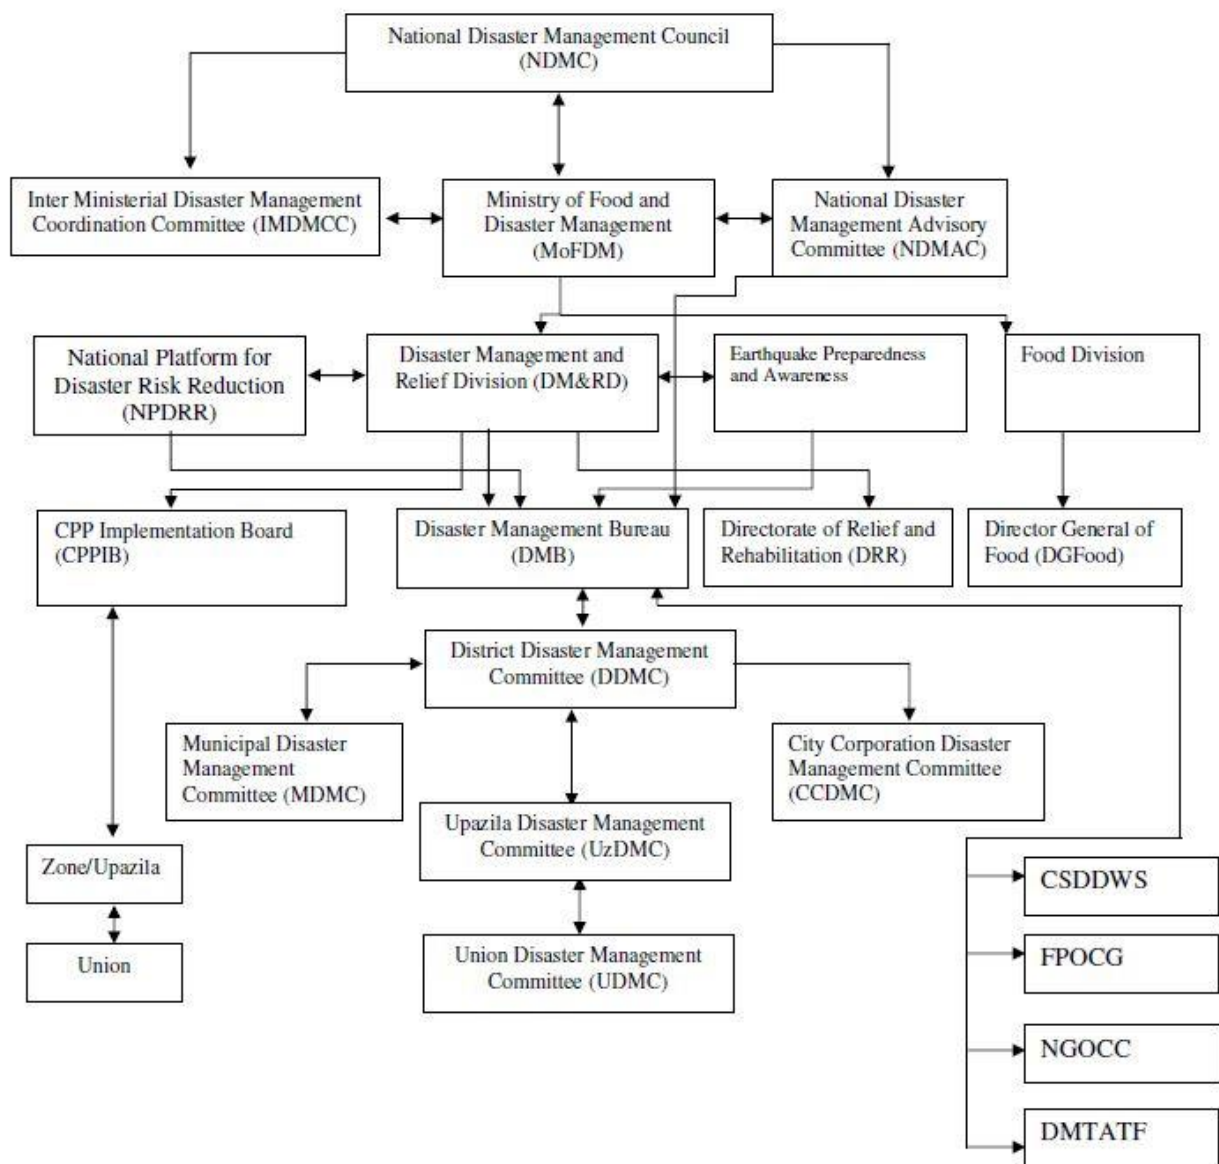 National Disaster Management Council
(NDMC)
Inter Ministerial Disaster Management
Coordination Committee (IMDMCC)
Ministry of Food and
Disaster Management
(MoFDM)
National Disaster
Management Advisory
Committee (NDMAC)
National Platform for
Disaster Risk Reduction
(NPDRR)
Disaster Management and
Relief Division (DM&RD)
Earthquake Preparedness
and Awareness
Food Division
CPP Implementation Board
(CPPIB)
Disaster Management Bureau
(DMB)
Directorate of Relief and
Rehabilitation (DRR)
Director General of
Food (DGFood)
District Disaster Management
Committee (DDMC)
Municipal Disaster
Management
Committee (MDMC)
City Corporation Disaster
Management Committee
(CCDMC)
Upazila Disaster Management
Committee (UzDMC)
Zone/Upazila
CSDDWS
Union
Union Disaster Management
Committee (UDMC)
FPOCG
NGOCC
DMTATF